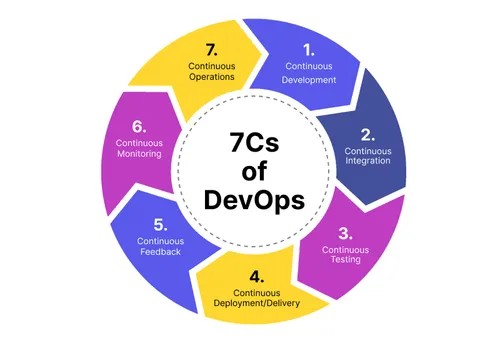 7Cs
of
DevOps
1.
Continuous
Development
2.
Continuous
Integration
3.
Continuous
Testing
4.
Continuous
Deployment/Delivery
5.
Continuous
Feedback
6.
Continuous
Monitoring
7.
Continuous
Operations